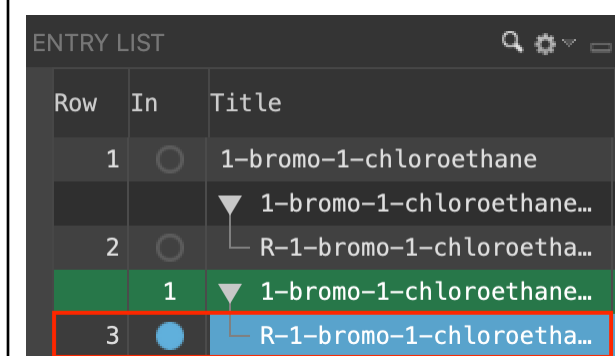 ENTRY LIST
Row In Title
1 1-bromo-1-chloroethane
1-bromo-1-chloroethane…
2 R-1-bromo-1-chloroetha…
1 1-bromo-1-chloroethane…
3 R-1-bromo-1-chloroetha…